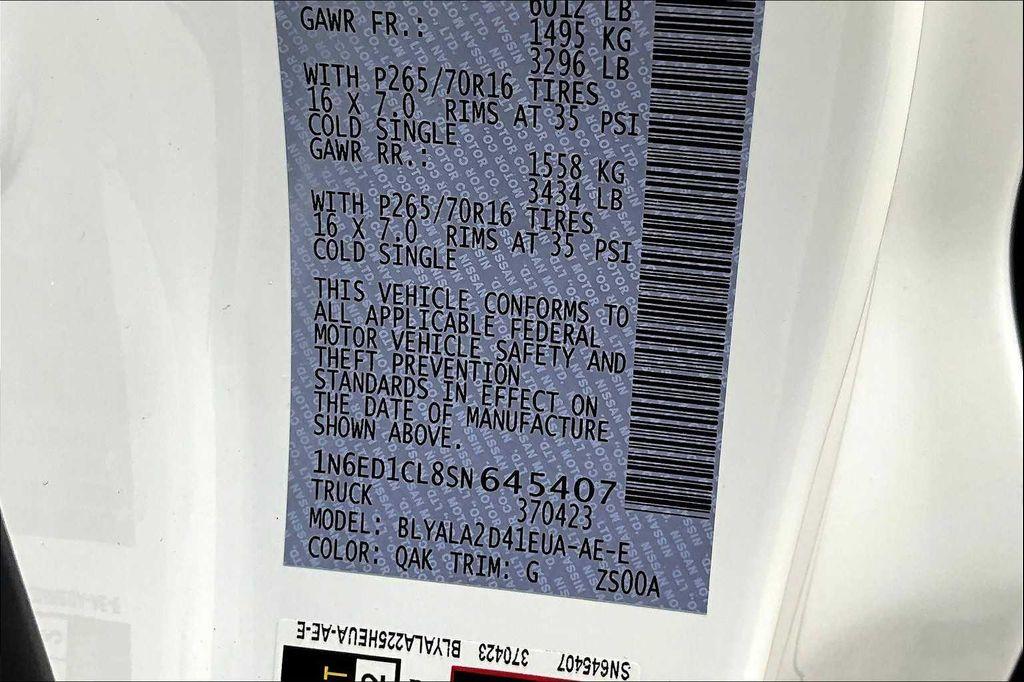 6012 LB
GAWR FR.: 1495 KG
3296 LB
WITH P265/70R16 TIRES
16 X 7.0 RIMS AT 35 PSI
COLD SINGLE
GAWR RR.: 1558 KG
3434 LB
WITH P265/70R16 TIRES
16 X 7.0 RIMS AT 35 PSI
COLD SINGLE
THIS VEHICLE CONFORMS TO
ALL APPLICABLE FEDERAL
MOTOR VEHICLE SAFETY AND
THEFT PREVENTION
STANDARDS IN EFFECT ON
THE DATE OF MANUFACTURE
SHOWN ABOVE.
1N6ED1CL8SN645407
TRUCK 370423
MODEL: BLYALA2D41EUA-AE-E
COLOR: QAK TRIM: G ZS00A
SN645407 370423 BLYALA225HEUA-AE-E